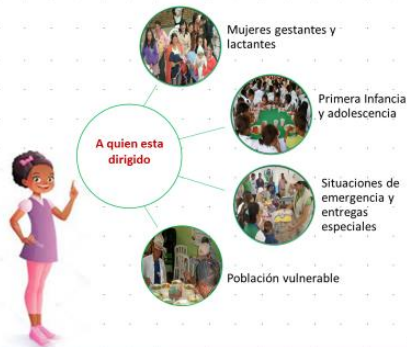 Mujeres gestantes y
lactantes
Primera Infancia
y adolescencia
A quien esta
dirigido
Situaciones de
emergencia y
entregas
especiales
Población vulnerable